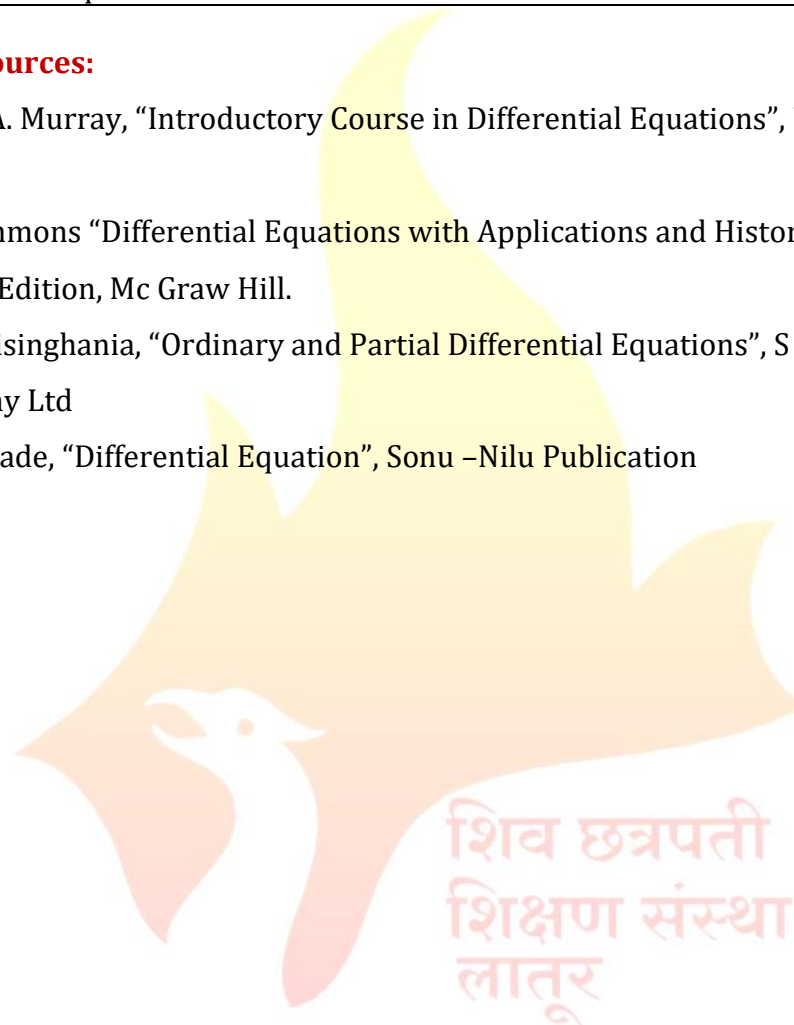 ources:
A. Murray, “Introductory Course in Differential Equations”,
nmons “Differential Equations with Applications and Histor
Edition, Mc Graw Hill.
isinghania, “Ordinary and Partial Differential Equations”, S
ny Ltd
ade, “Differential Equation”, Sonu –Nilu Publication
शिव छत्रपती
शिक्षण संस्था
लातूर